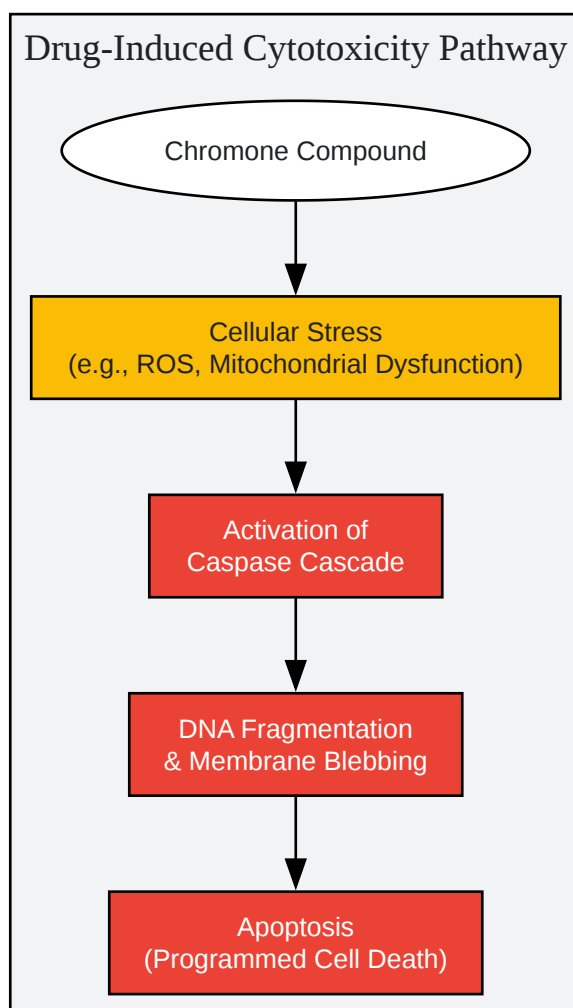 Drug-Induced Cytotoxicity Pathway
Chromone Compound
Cellular Stress
(e.g., ROS, Mitochondrial Dysfunction)
Activation of
Caspase Cascade
DNA Fragmentation
& Membrane Blebbing
Apoptosis
(Programmed Cell Death)